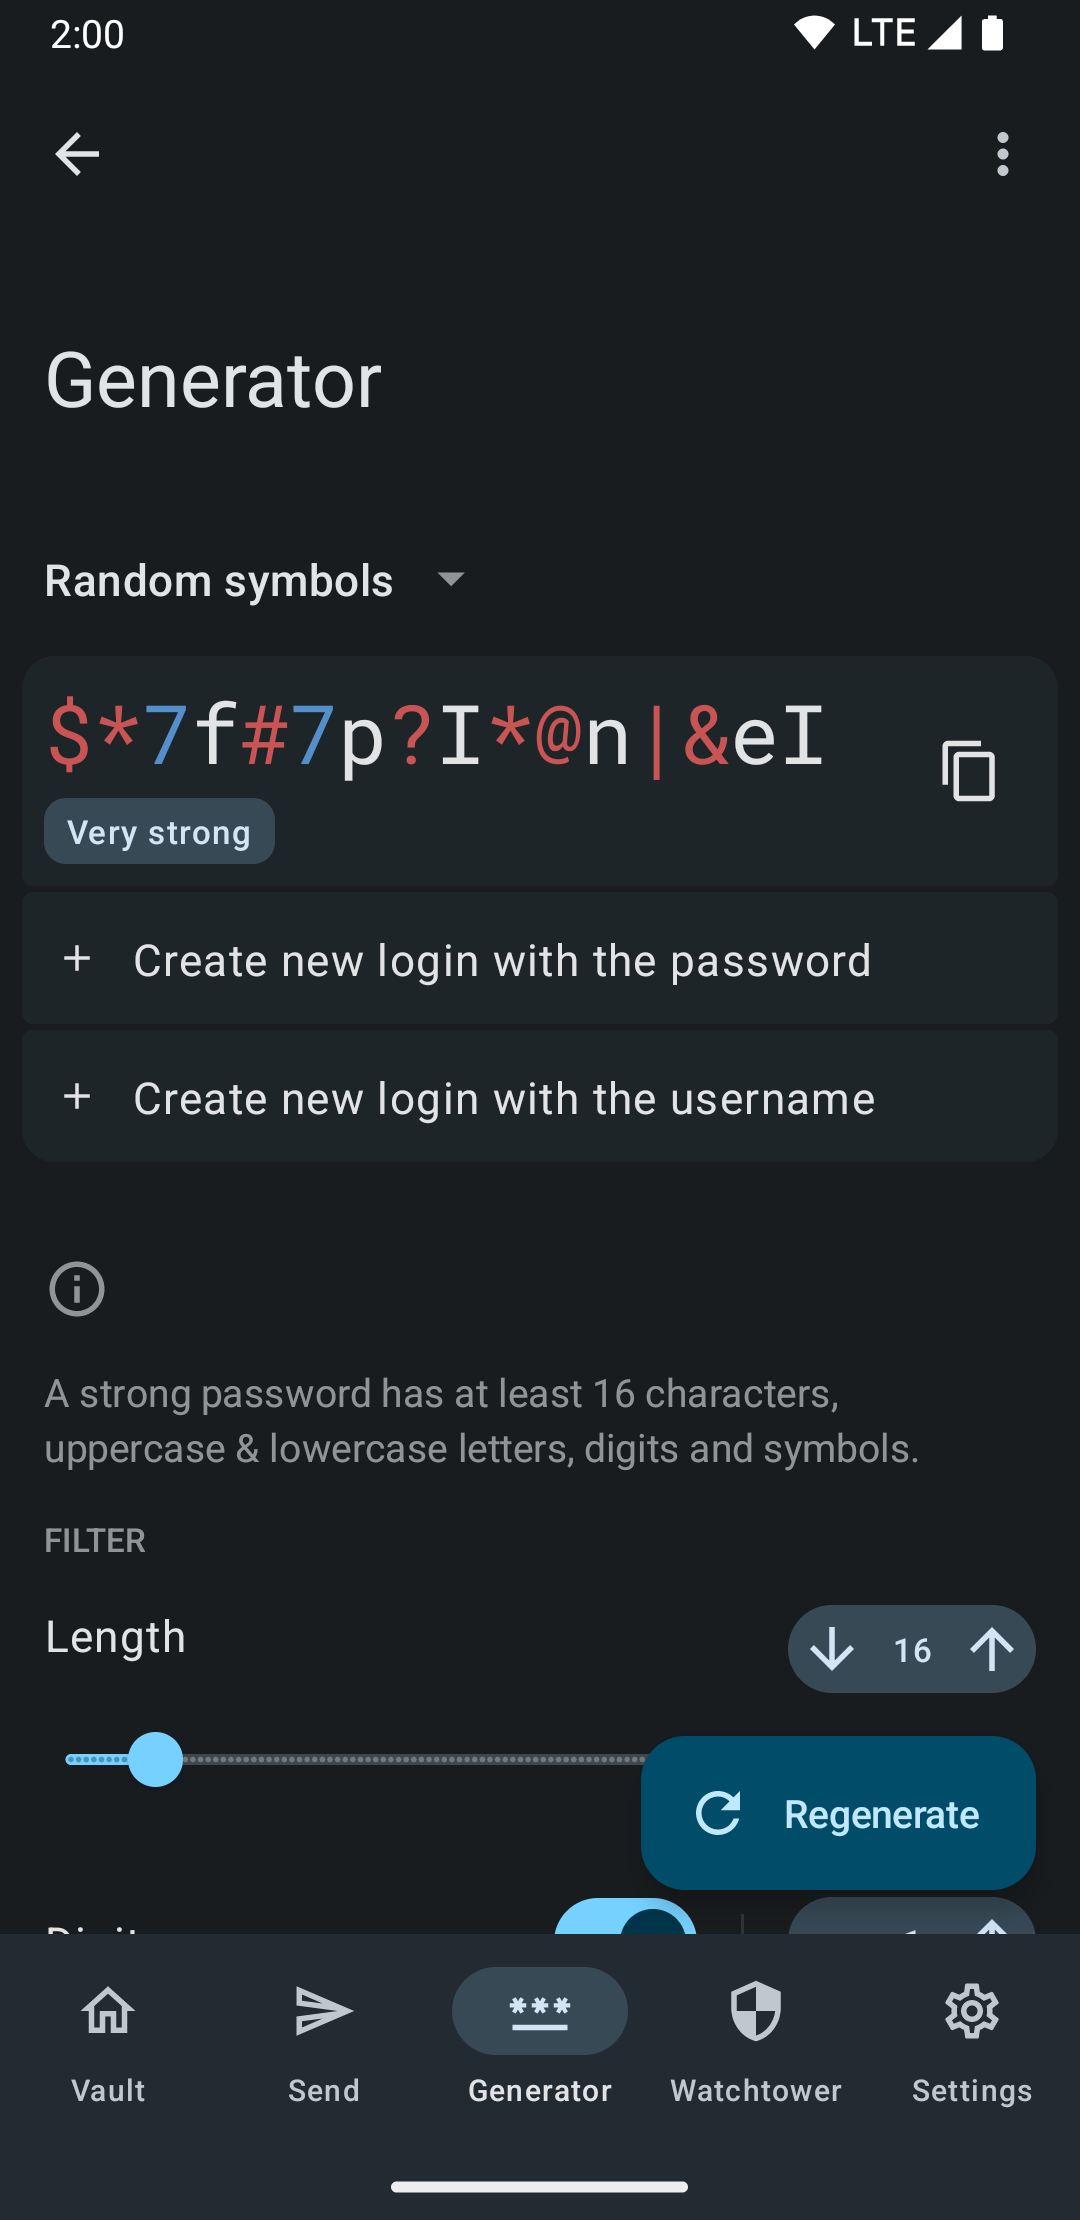 2:00 LTE
Generator
Random symbols
$*7f#7p?I*@n|&eI
Very strong
Create new login with the password
Create new login with the username
A strong password has at least 16 characters,
uppercase & lowercase letters, digits and symbols.
FILTER
Length
16
Regenerate
Vault Send Generator Watchtower Settings